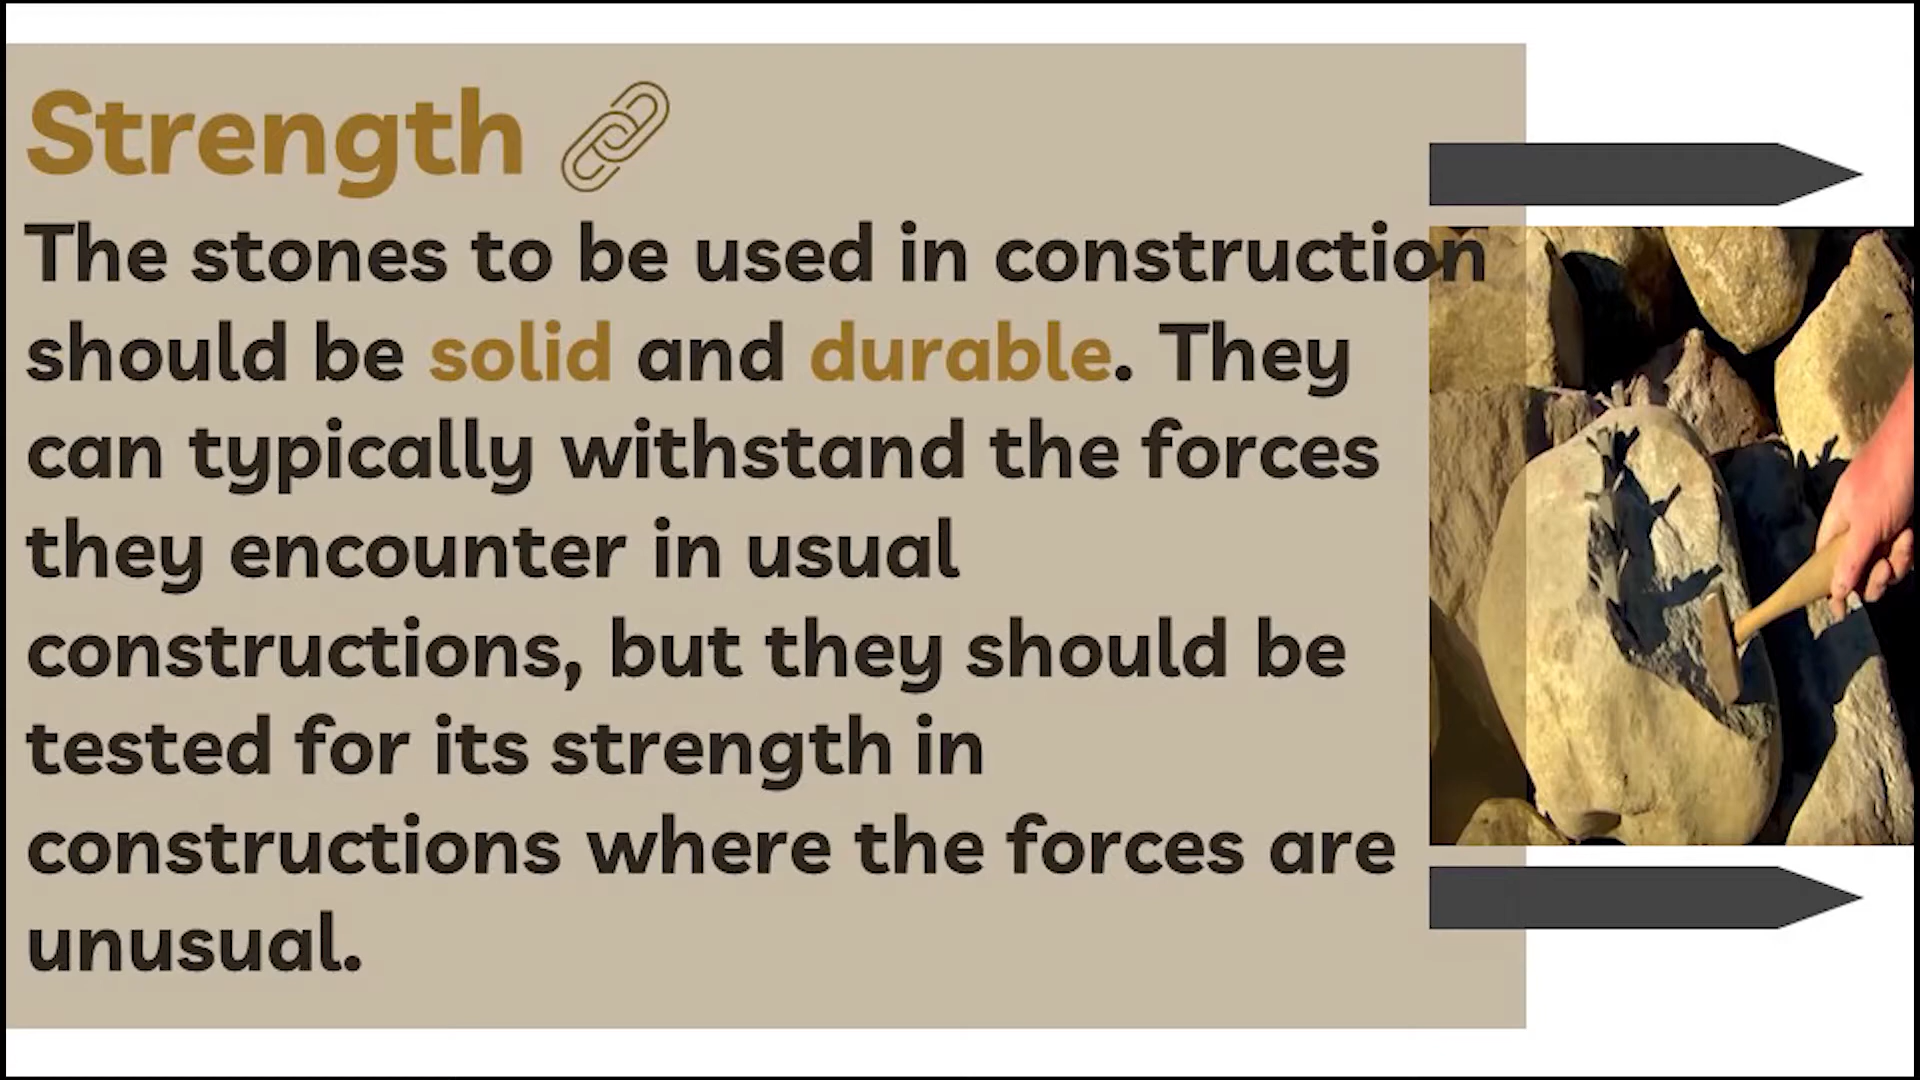 Strength
The stones to be used in construction
should be solid and durable. They
can typically withstand the forces
they encounter in usual
constructions, but they should be
tested for its strength in
constructions where the forces are
unusual.